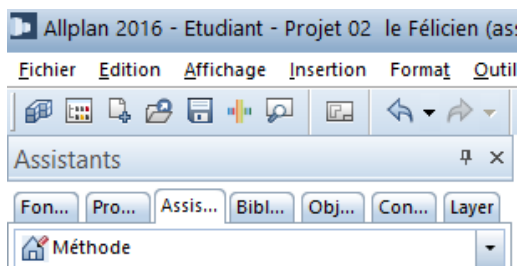 Allplan 2016 - Etudiant - Projet 02 le Félicien (ass
Fichier Edition Affichage Insertion Format Outil
Assistants
Fon... Pro... Assis... Bibl... Obj... Con... Layer
Méthode